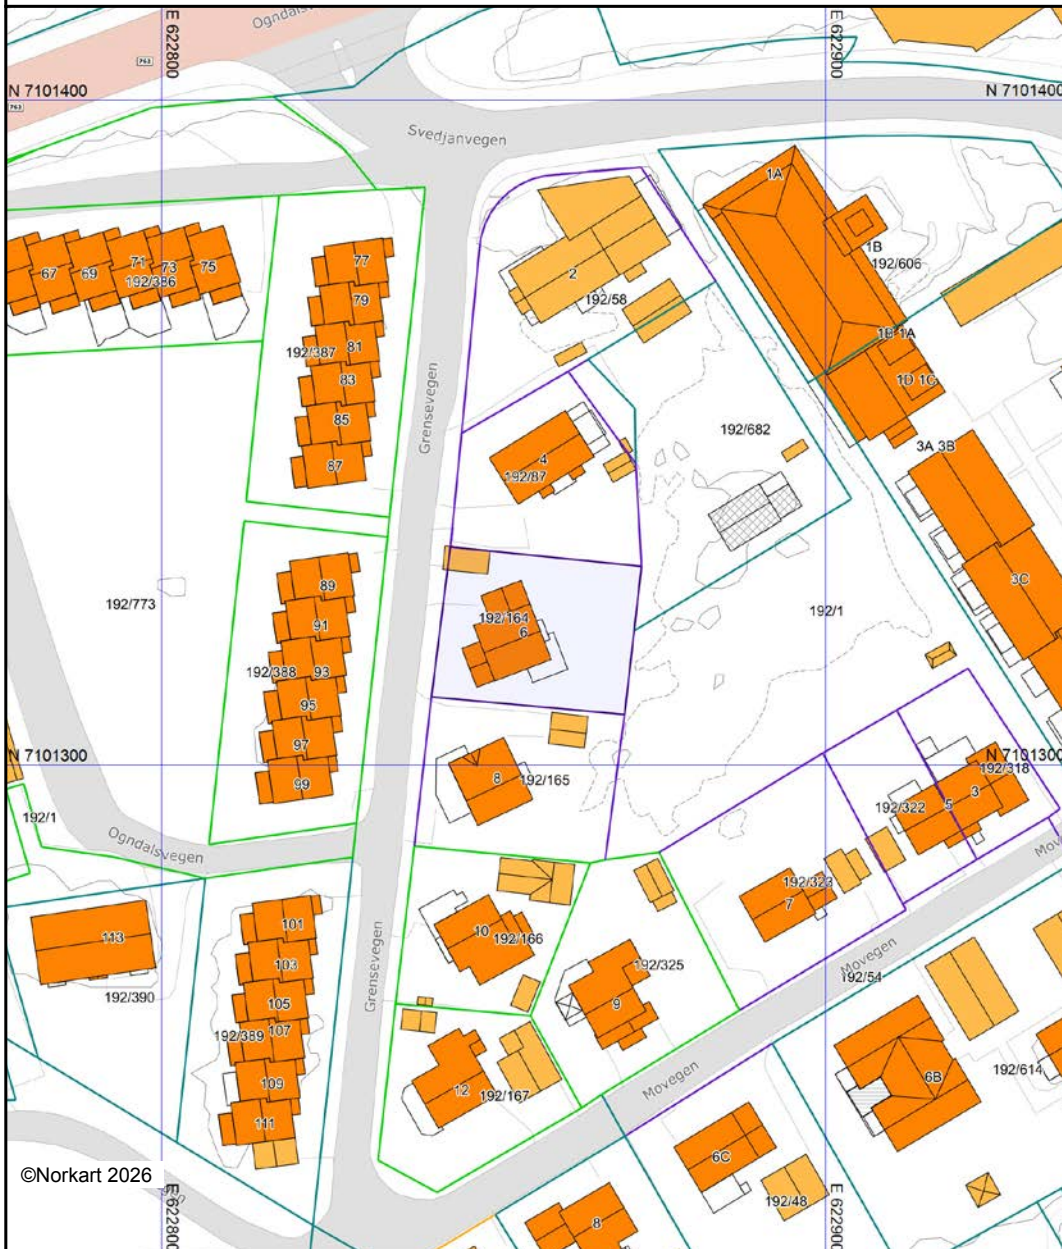 Ogndalsv
E 622800
E 622900
763
N 7101400
N 7101400
763
Svedjanvegen
1A
1B
192/606
77
67
69
71
73
75
192/386
79
2
192/58
192/387
81
83
85
87
1B 1A
1D 1C
Grensevegen
4
192/87
192/682
3A 3B
3C
89
91
192/388
93
95
97
99
192/773
192/164
6
192/1
N 7101300
N 7101300
8
192/165
192/318
3
5
192/322
192/1
Ogndalsvegen
Mov
192/323
7
113
192/390
101
103
105
107
192/389
109
111
Grensevegen
10
192/166
192/325
9
Movegen
192/54
12
192/167
Movegen
6B
192/614
6C
192/48
8
©Norkart 2026
gen
E 622800
E 622900